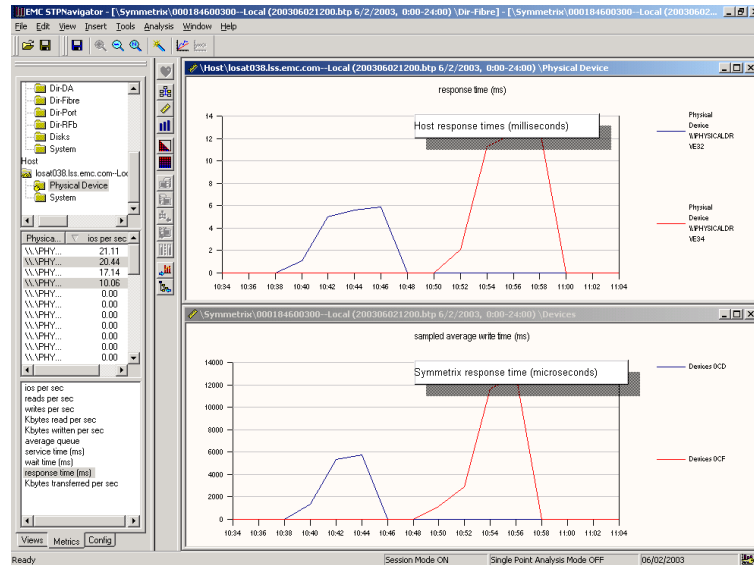 EMC STPNavigator - [\Symmetrix\000184600300--Local (200306021200.btp 6/2/2003, 0:00-24:00) \Dir-Fibre] - [\Symmetrix\000184600300--Local (20030602...
File Edit View Insert Tools Analysis Window Help
Dir-DA
Dir-Fibre
Dir-Port
Dir-RFb
Disks
System
Host
losat038.lss.emc.com--Loc
Physical Device
System
Physica... ios per sec
\\.\PHY... 21.11
\\.\PHY... 20.44
\\.\PHY... 17.14
\\.\PHY... 10.06
\\.\PHY... 0.00
\\.\PHY... 0.00
\\.\PHY... 0.00
\\.\PHY... 0.00
\\.\PHY... 0.00
\\.\PHY... 0.00
ios per sec
reads per sec
writes per sec
Kbytes read per sec
Kbytes written per sec
average queue
service time (ms)
wait time (ms)
response time (ms)
Kbytes transferred per sec
Views Metrics Config
\Host\losat038.lss.emc.com--Local (200306021200.btp 6/2/2003, 0:00-24:00) \Physical Device
response time (ms)
Host response times (milliseconds)
14
12
10
8
6
4
2
0
10:34 10:36 10:38 10:40 10:42 10:44 10:46 10:48 10:50 10:52 10:54 10:56 10:58 11:00 11:02 11:04
Physical
Device
\\.\PHYSICALDR
VE32
Physical
Device
\\.\PHYSICALDR
VE34
\Symmetrix\000184600300--Local (200306021200.btp 6/2/2003, 0:00-24:00) \Devices
sampled average write time (ms)
Symmetrix response time (microseconds)
14000
12000
10000
8000
6000
4000
2000
0
10:34 10:36 10:38 10:40 10:42 10:44 10:46 10:48 10:50 10:52 10:54 10:56 10:58 11:00 11:02 11:04
Devices 0CD
Devices 0CF
Ready
Session Mode ON
Single Point Analysis Mode OFF
06/02/2003